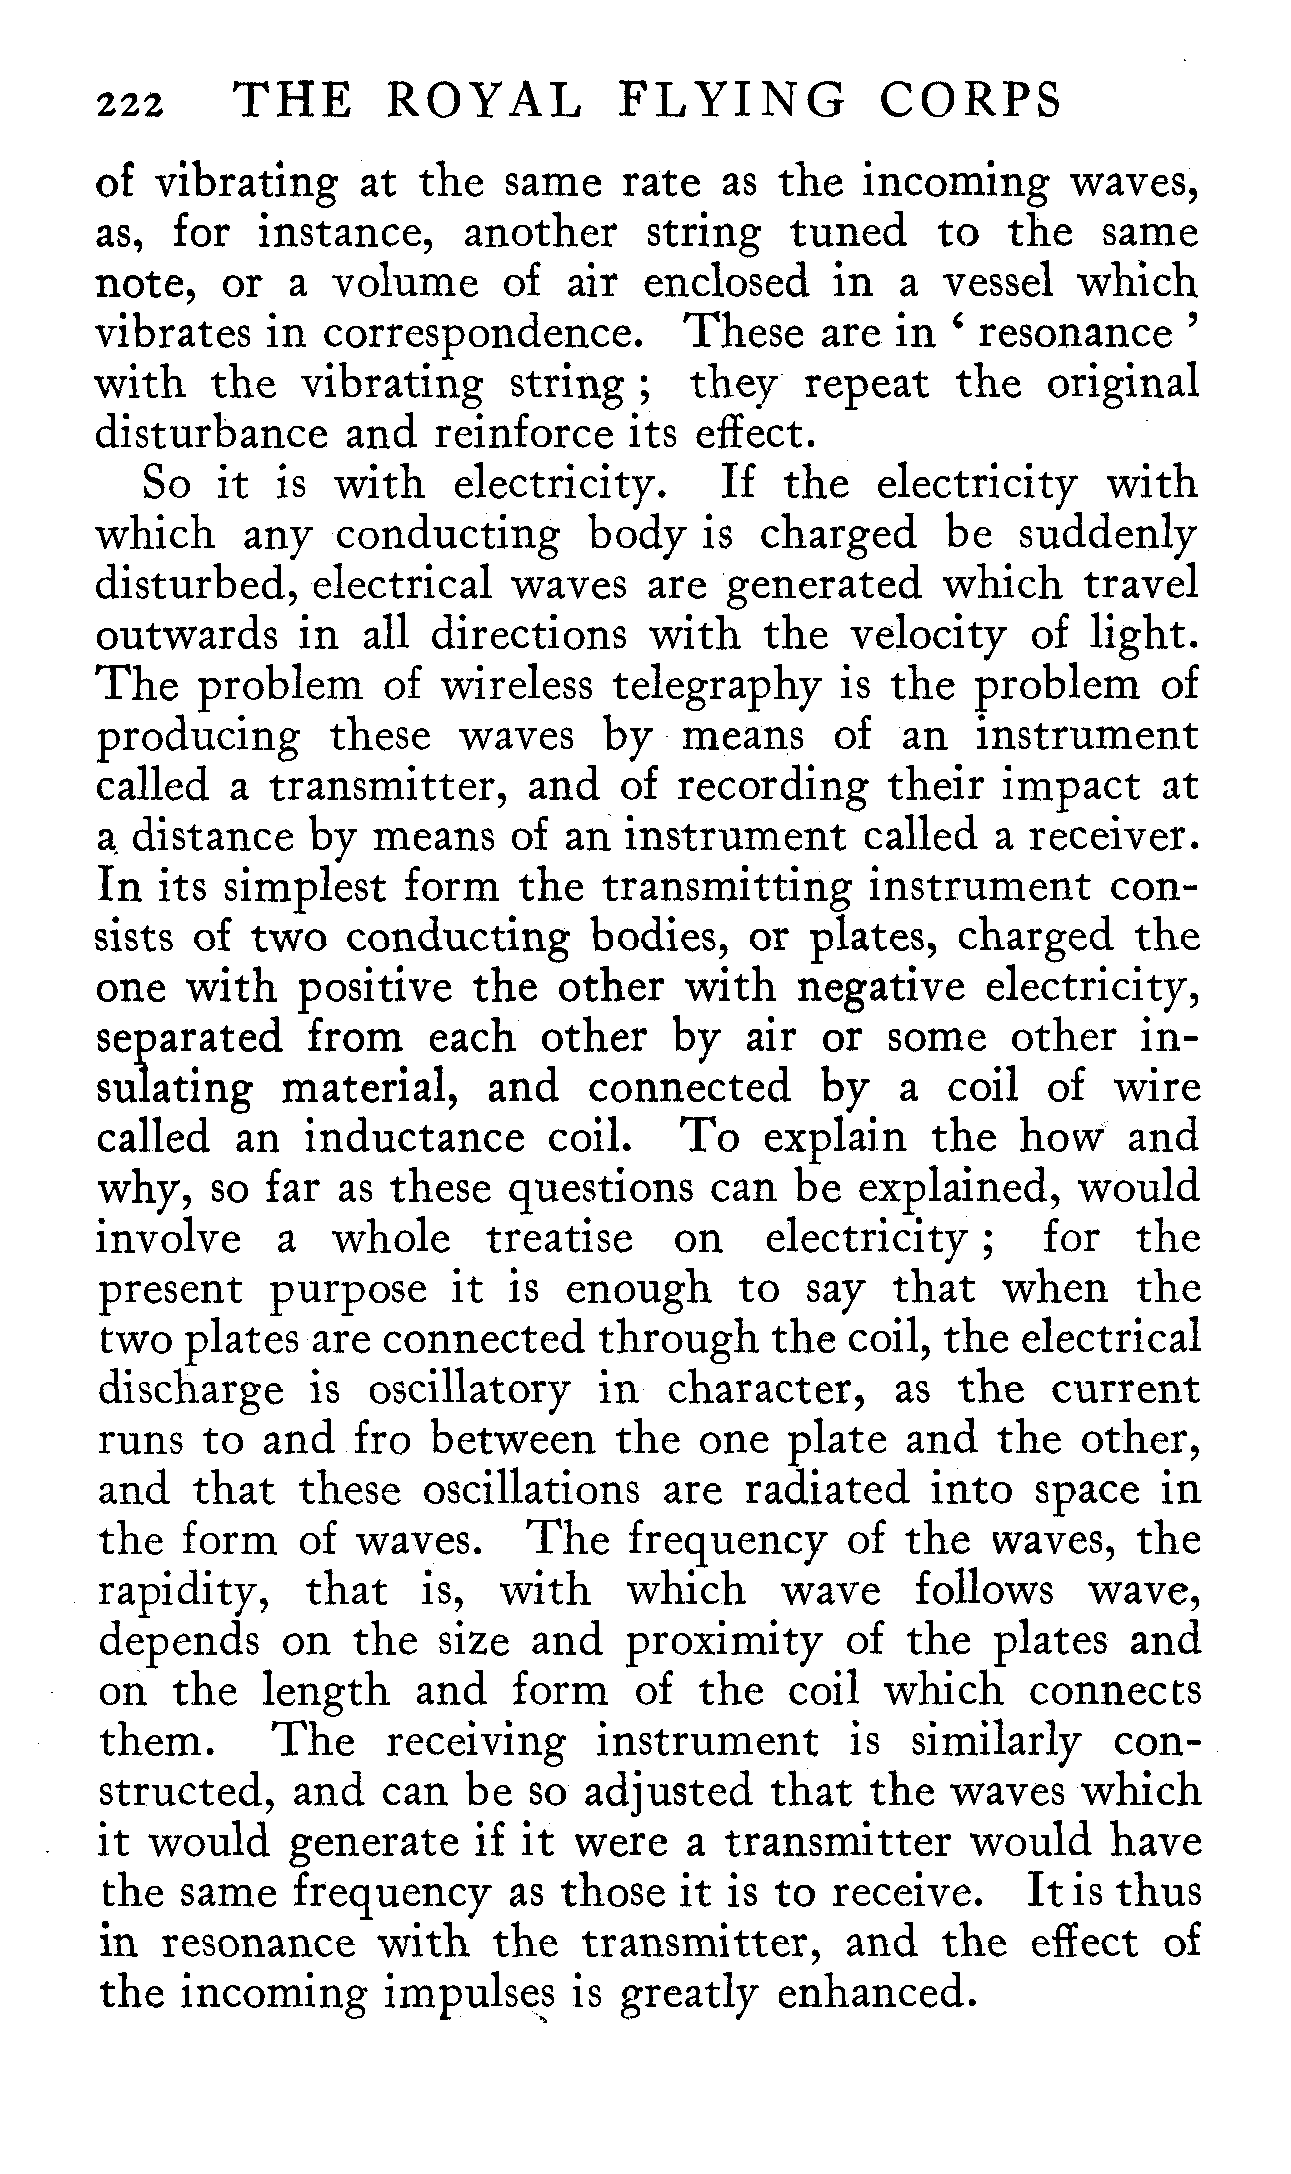 222 THE ROYAL FLYING CORPS
of vibrating at the same rate as the incoming waves,
as, for instance, another string tuned to the same
note, or a volume of air enclosed in a vessel which
vibrates in correspondence. These are in ‘ resonance ’
with the vibrating string ; they repeat the original
disturbance and reinforce its effect.
So it is with electricity. If the electricity with
which any conducting body is charged be suddenly
disturbed, electrical waves are generated which travel
outwards in all directions with the velocity of light.
The problem of wireless telegraphy is the problem of
producing these waves by means of an instrument
called a transmitter, and of recording their impact at
a distance by means of an instrument called a receiver.
In its simplest form the transmitting instrument con-
sists of two conducting bodies, or plates, charged the
one with positive the other with negative electricity,
separated from each other by air or some other in-
sulating material, and connected by a coil of wire
called an inductance coil. To explain the how and
why, so far as these questions can be explained, would
involve a whole treatise on electricity ; for the
present purpose it is enough to say that when the
two plates are connected through the coil, the electrical
discharge is oscillatory in character, as the current
runs to and fro between the one plate and the other,
and that these oscillations are radiated into space in
the form of waves. The frequency of the waves, the
rapidity, that is, with which wave follows wave,
depends on the size and proximity of the plates and
on the length and form of the coil which connects
them. The receiving instrument is similarly con-
structed, and can be so adjusted that the waves which
it would generate if it were a transmitter would have
the same frequency as those it is to receive. It is thus
in resonance with the transmitter, and the effect of
the incoming impulses is greatly enhanced.